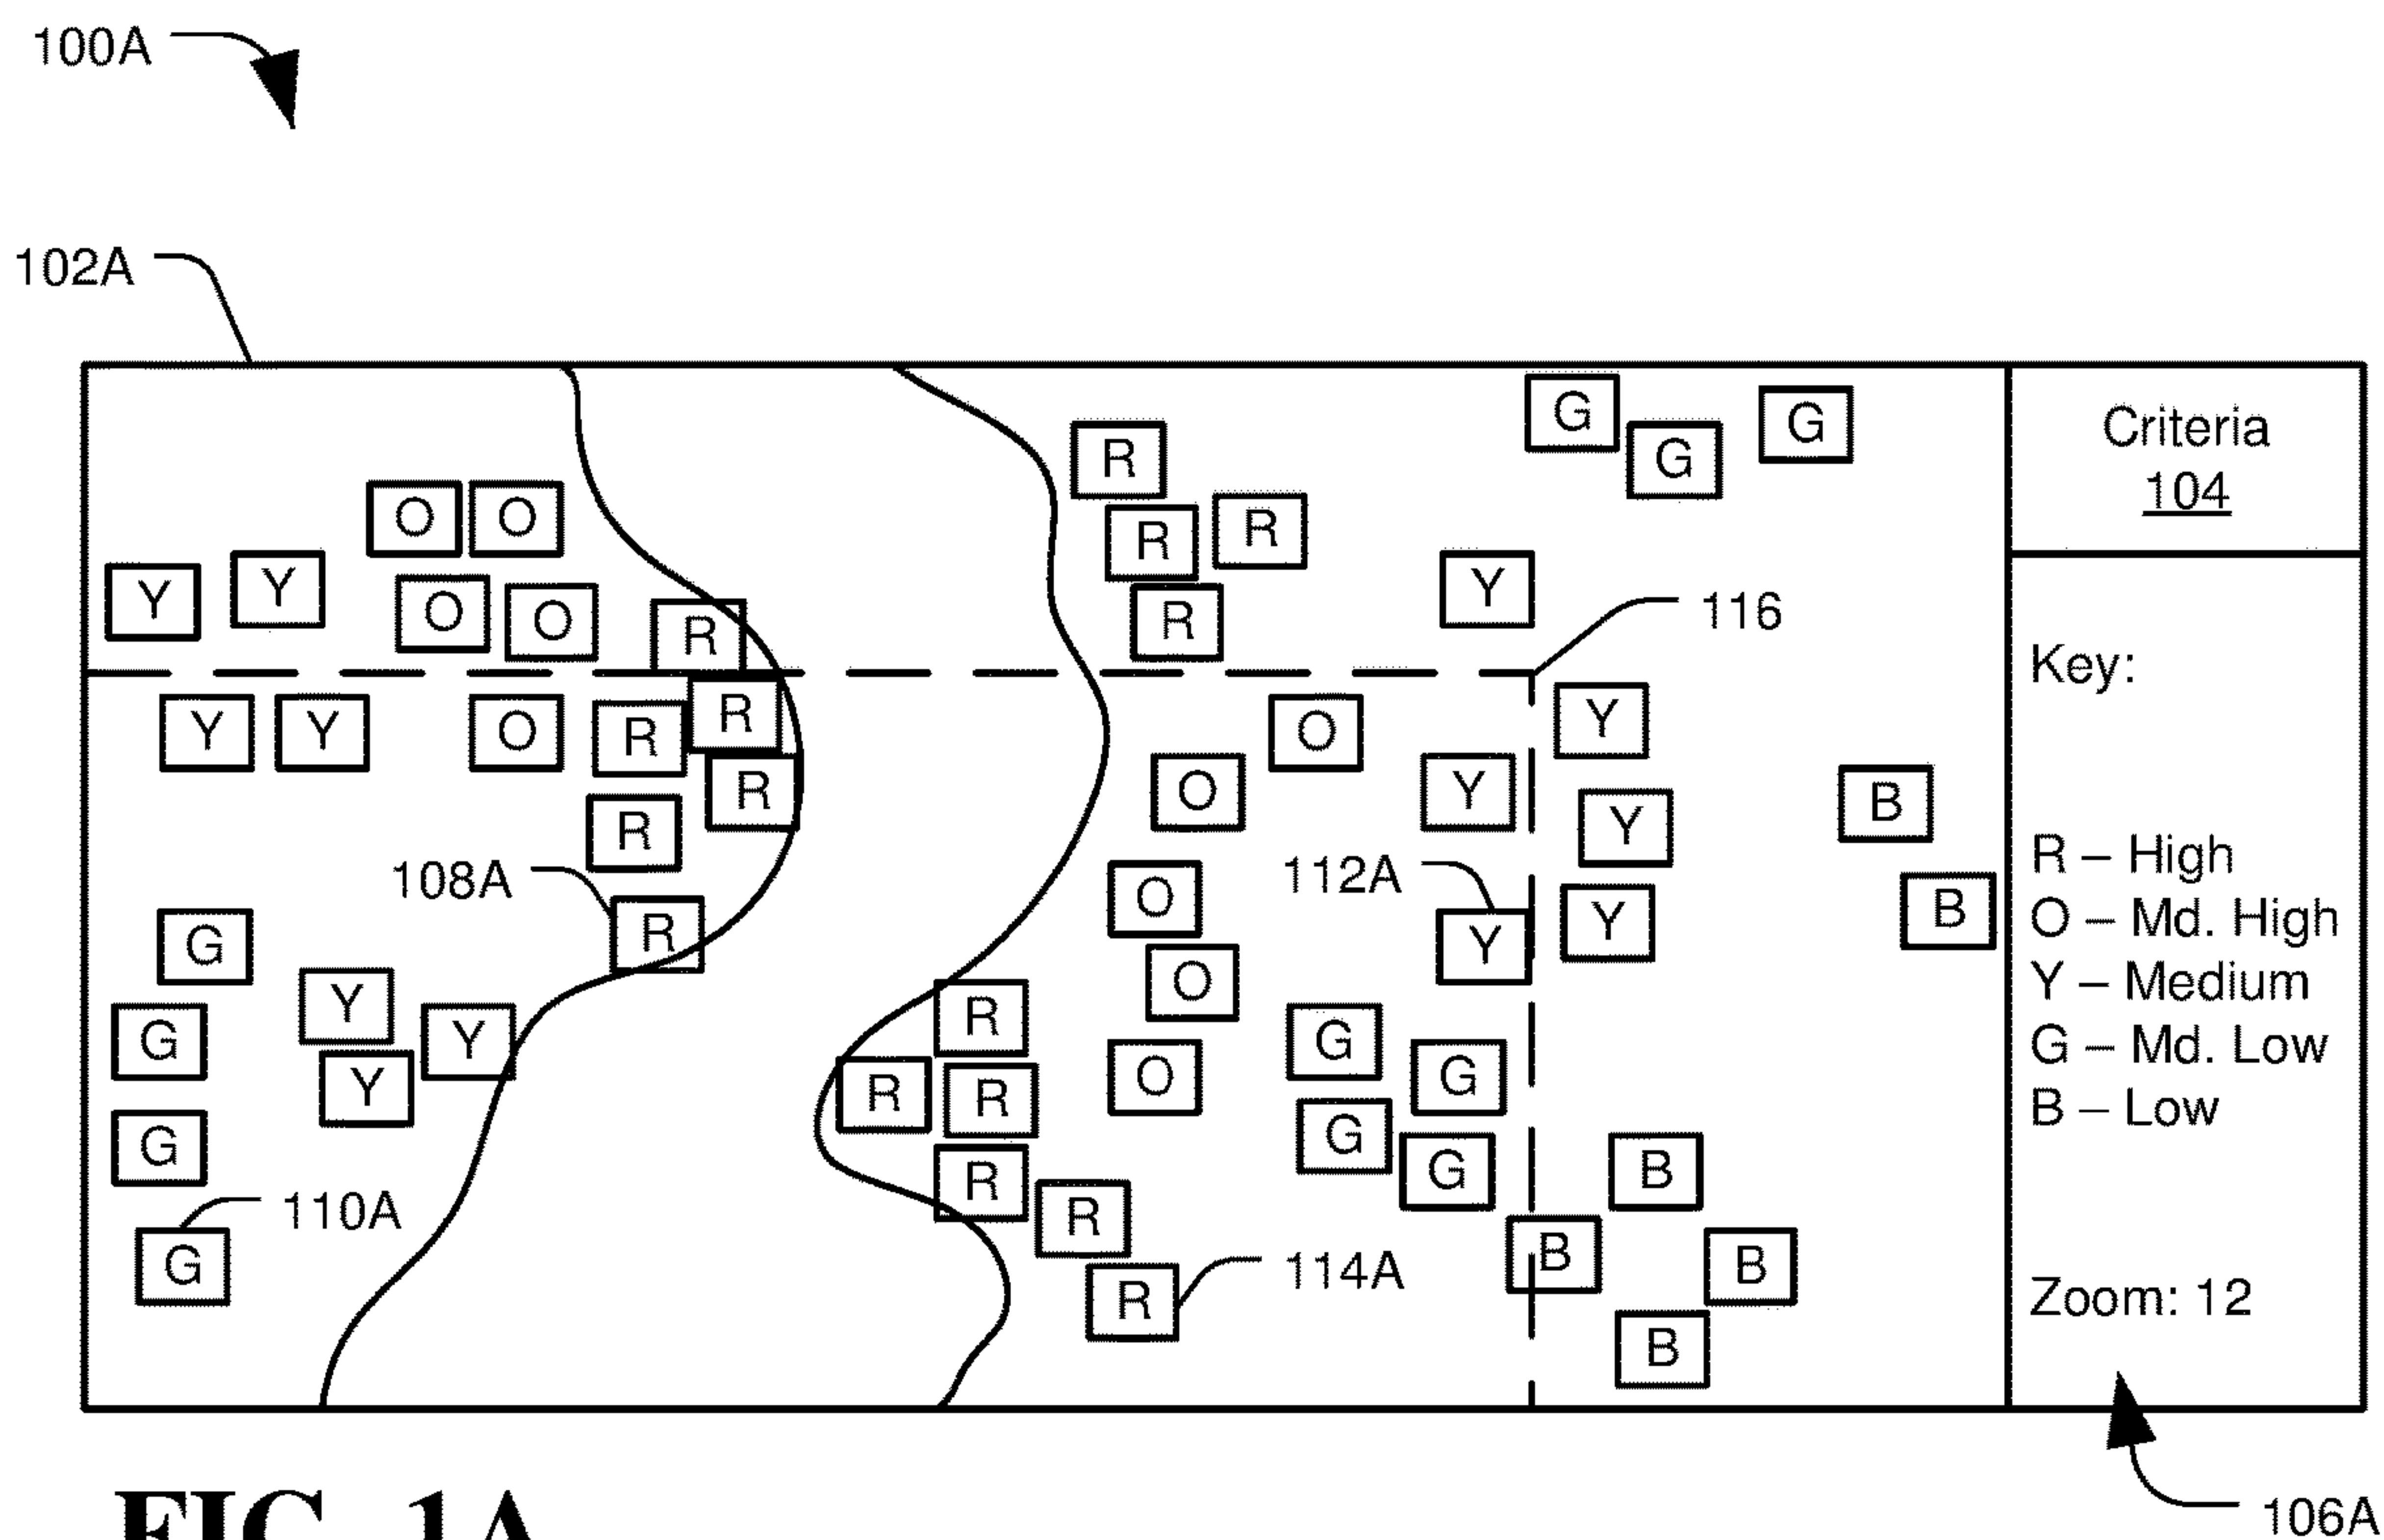 100A
102A
G
G
G
R
O
O
R
R
Y
Y
Y
O
O
R
R
116
Y
Y
O
R
R
O
Y
Y
R
O
Y
R
Y
B
108A
112A
R
O
Y
Y
B
G
Y
O
R
G
Y
G
G
Y
R
R
O
G
G
R
G
B
110A
R
B
G
114A
R
B
B
Criteria
104
Key:
R – High
O – Md. High
Y – Medium
G – Md. Low
B – Low
Zoom: 12
106A
FIG. 1A